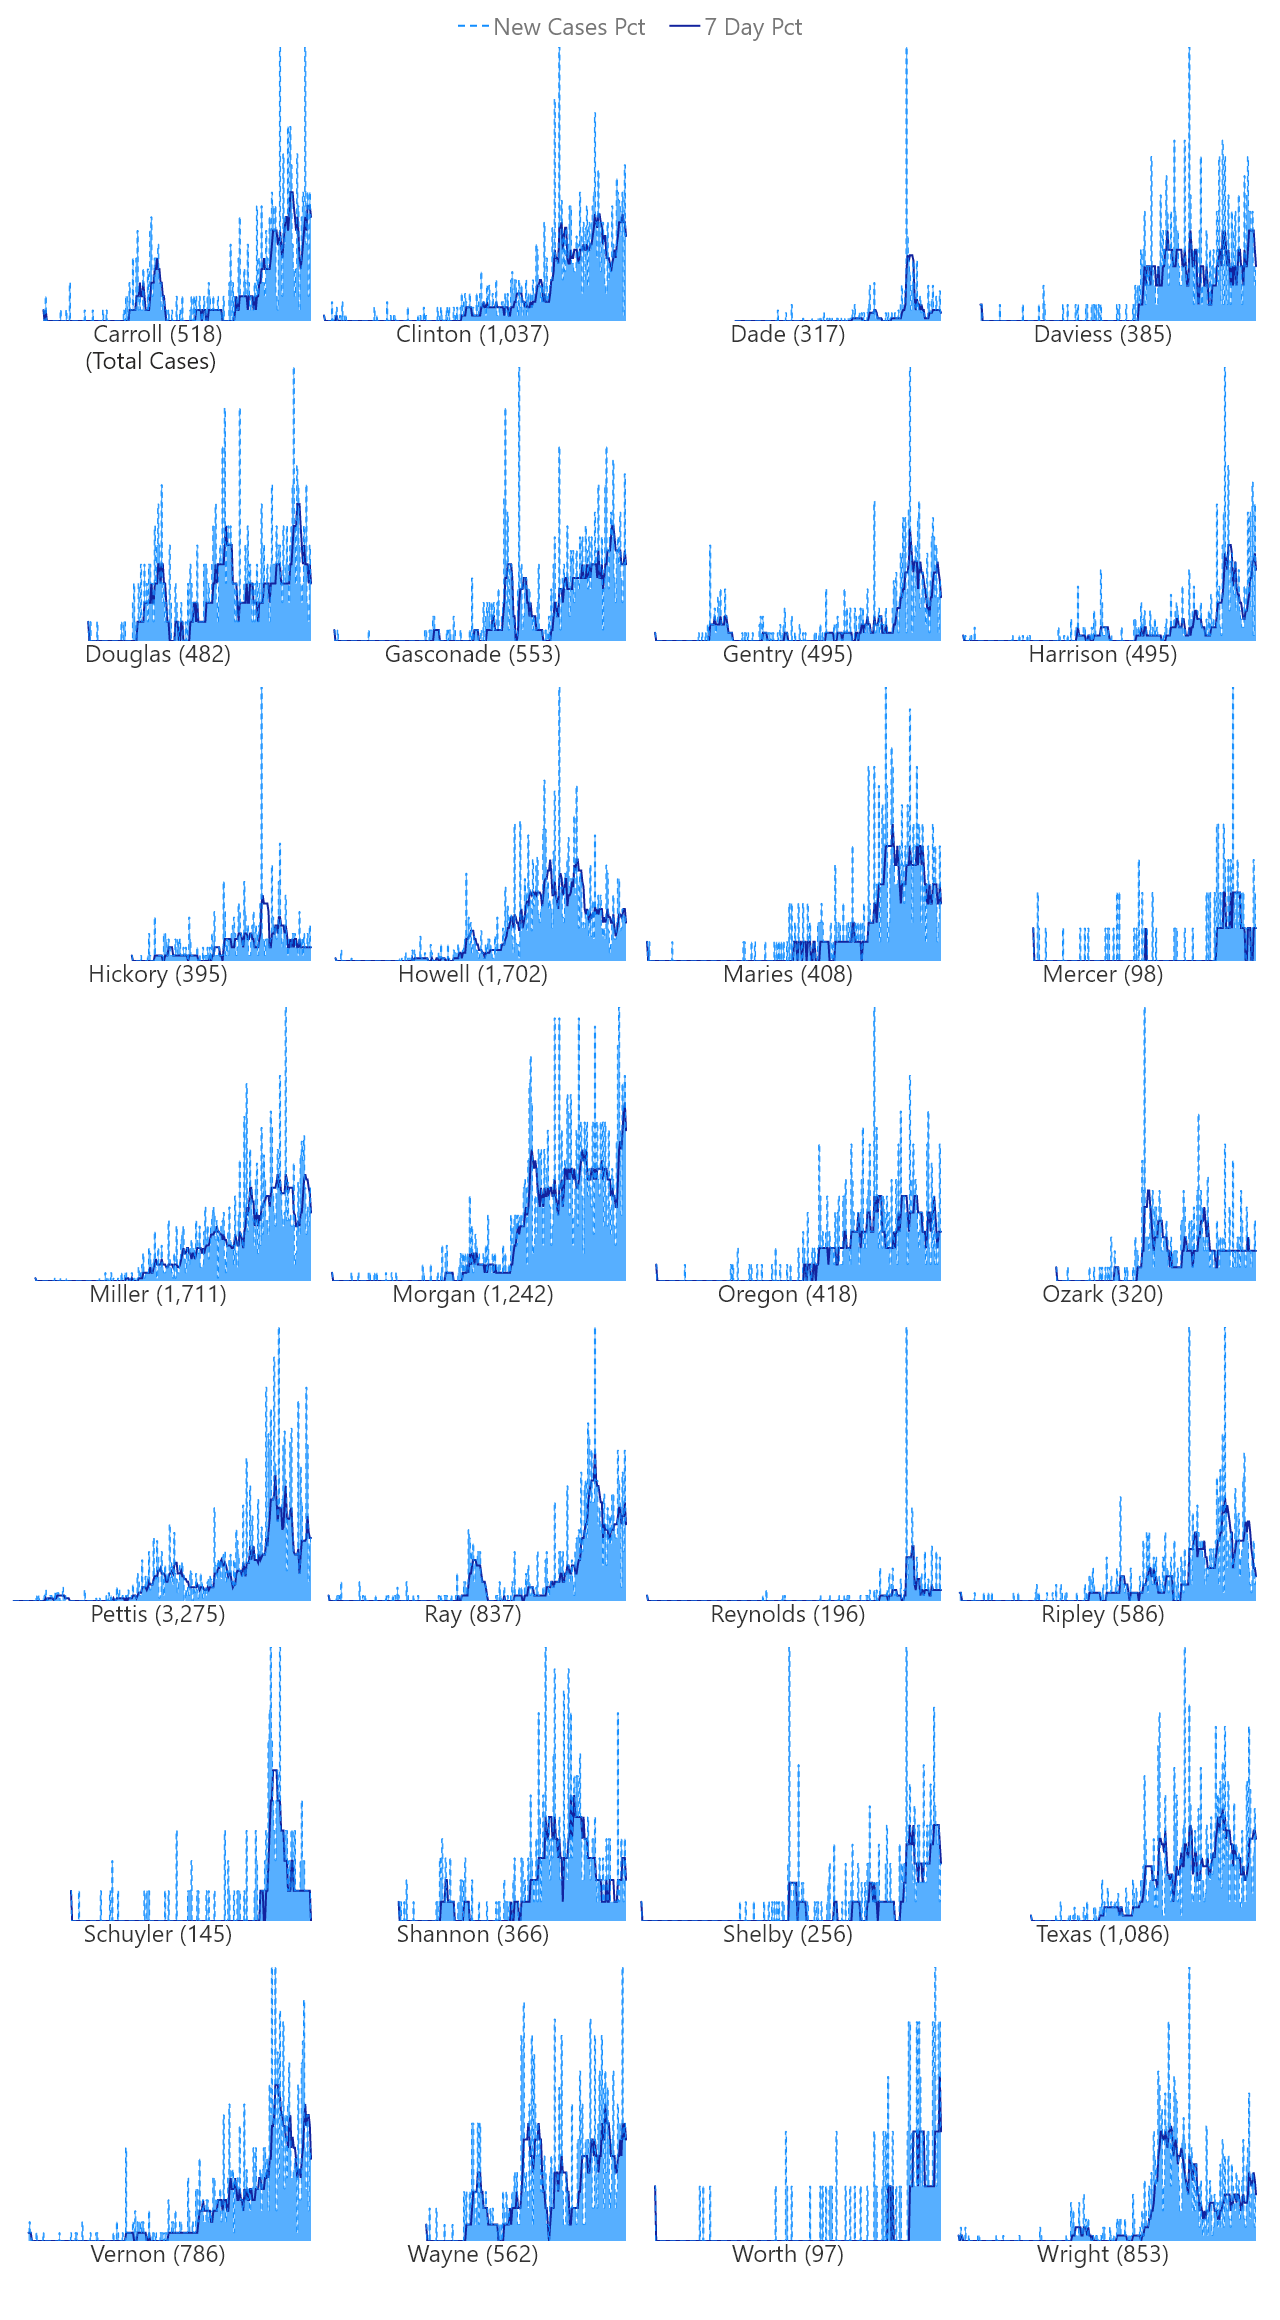 New Cases Pct 7 Day Pct
Carroll (518) Clinton (1,037) Dade (317) Daviess (385)
(Total Cases)
Douglas (482) Gasconade (553) Gentry (495) Harrison (495)
Hickory (395) Howell (1,702) Maries (408) Mercer (98)
Miller (1,711) Morgan (1,242) Oregon (418) Ozark (320)
Pettis (3,275) Ray (837) Reynolds (196) Ripley (586)
Schuyler (145) Shannon (366) Shelby (256) Texas (1,086)
Vernon (786) Wayne (562) Worth (97) Wright (853)